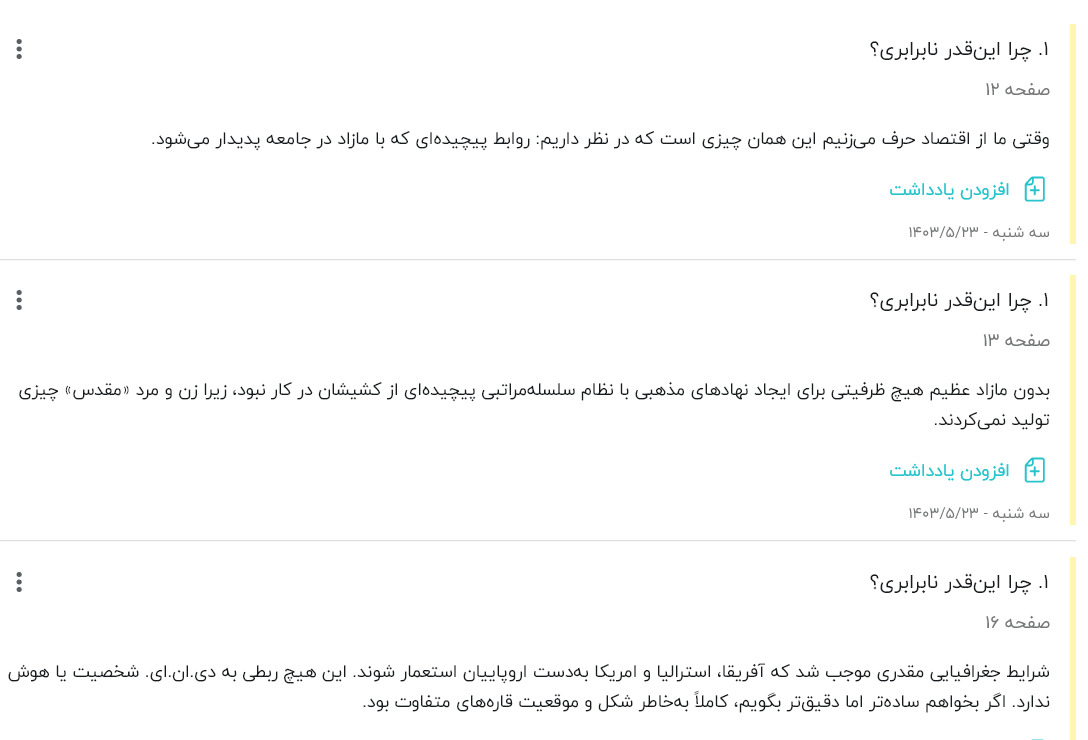 ۱. چرا این‌قدر نابرابری؟
صفحه ۱۲
وقتی ما از اقتصاد حرف می‌زنیم این همان چیزی است که در نظر داریم: روابط پیچیده‌ای که با مازاد در جامعه پدیدار می‌شود.
افزودن یادداشت
سه شنبه - ۱۴۰۳/۵/۲۳
۱. چرا این‌قدر نابرابری؟
صفحه ۱۳
بدون مازاد عظیم هیچ ظرفیتی برای ایجاد نهادهای مذهبی با نظام سلسله‌مراتبی پیچیده‌ای از کشیشان در کار نبود، زیرا زن و مرد «مقدس» چیزی
تولید نمی‌کردند.
افزودن یادداشت
سه شنبه - ۱۴۰۳/۵/۲۳
۱. چرا این‌قدر نابرابری؟
صفحه ۱۶
شرایط جغرافیایی مقدری موجب شد که آفریقا، استرالیا و امریکا به‌دست اروپاییان استعمار شوند. این هیچ ربطی به دی.ان.ای. شخصیت یا هوش
ندارد. اگر بخواهم ساده‌تر اما دقیق‌تر بگویم، کاملاً به‌خاطر شکل و موقعیت قاره‌های متفاوت بود.